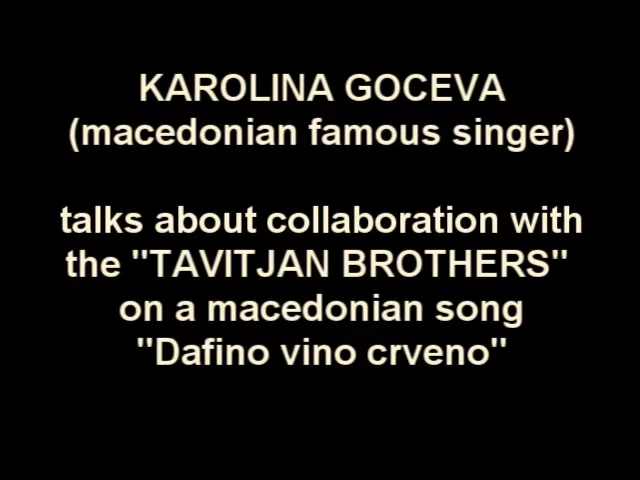 KAROLINA GOCEVA
(macedonian famous singer)
talks about collaboration with
the "TAVITJAN BROTHERS"
on a macedonian song
"Dafino vino crveno"